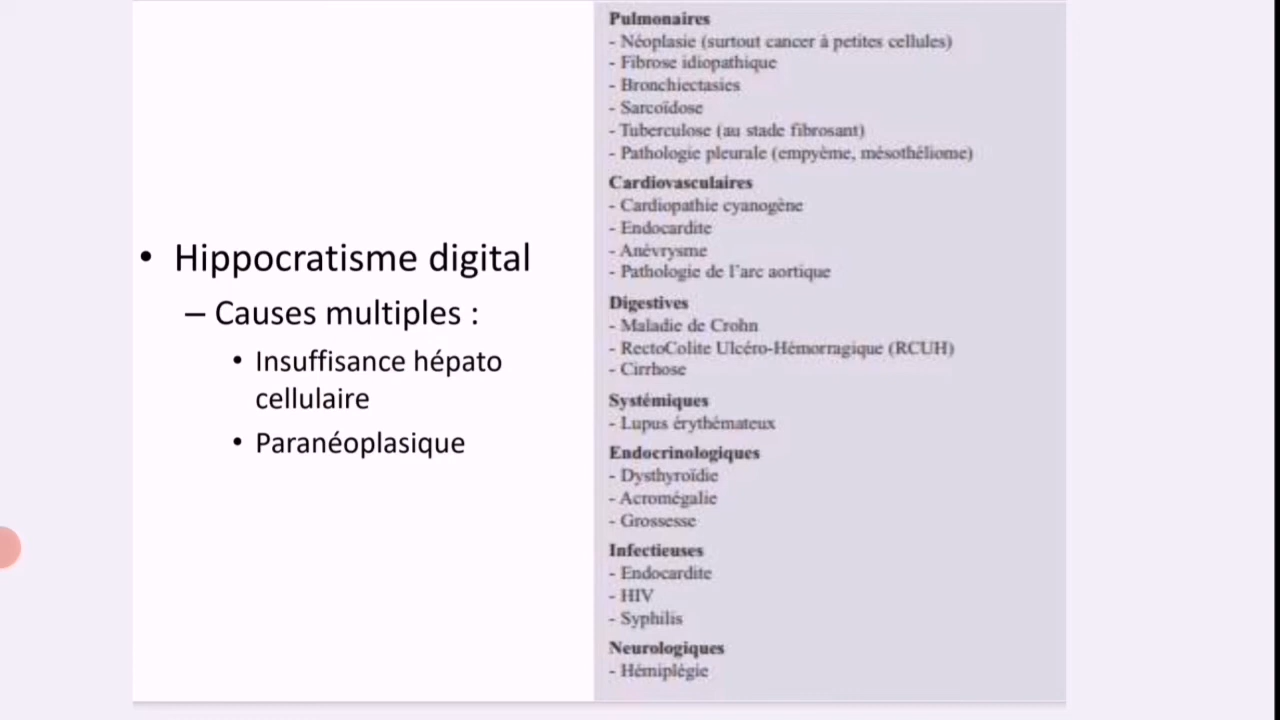 • Hippocratisme digital
– Causes multiples :
• Insuffisance hépato
cellulaire
• Paranéoplasique
Pulmonaires
- Néoplasie (surtout cancer à petites cellules)
- Fibrose idiopathique
- Bronchiectasies
- Sarcoïdose
- Tuberculose (au stade fibrosant)
- Pathologie pleurale (empyème, mésothéliome)
Cardiovasculaires
- Cardiopathie cyanogène
- Endocardite
- Anévrysme
- Pathologie de l'arc aortique
Digestives
- Maladie de Crohn
- RectoColite Ulcéro-Hémorragique (RCUH)
- Cirrhose
Systémiques
- Lupus érythémateux
Endocrinologiques
- Dysthyroïdie
- Acromégalie
- Grossesse
Infectieuses
- Endocardite
- HIV
- Syphilis
Neurologiques
- Hémiplégie